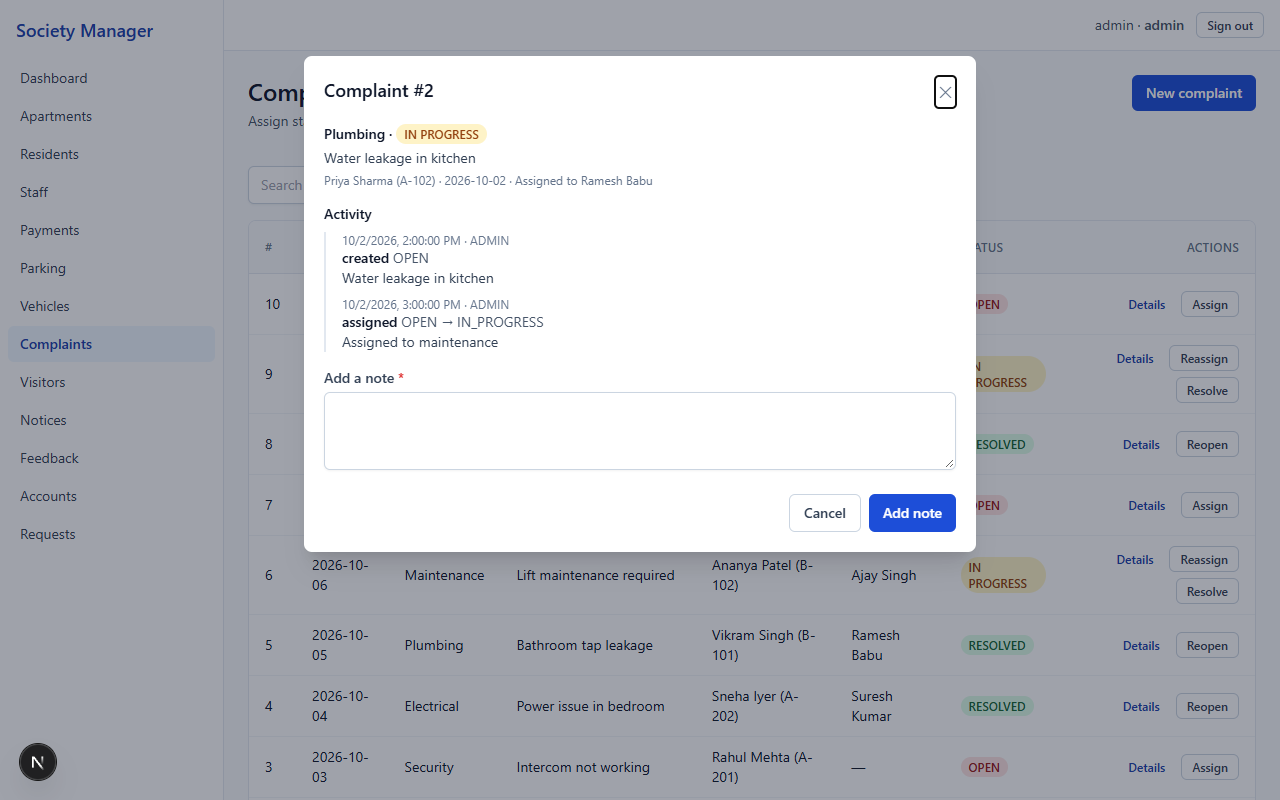 Society Manager
admin · admin
Sign out
Dashboard
Apartments
Residents
Staff
Payments
Parking
Vehicles
Complaints
Visitors
Notices
Feedback
Accounts
Requests
New complaint
Assign
Search
Complaint #2
Plumbing · IN PROGRESS
Water leakage in kitchen
Priya Sharma (A-102) · 2026-10-02 · Assigned to Ramesh Babu
Activity
10/2/2026, 2:00:00 PM · ADMIN
created OPEN
Water leakage in kitchen
10/2/2026, 3:00:00 PM · ADMIN
assigned OPEN → IN_PROGRESS
Assigned to maintenance
Add a note *
Cancel
Add note
#
ACTIONS
10
Details
Assign
9
Details
Reassign
Resolve
8
Details
Reopen
7
Details
Assign
6
2026-10-
06
Maintenance
Lift maintenance required
Ananya Patel (B-
102)
Ajay Singh
IN
PROGRESS
Details
Reassign
Resolve
5
2026-10-
05
Plumbing
Bathroom tap leakage
Vikram Singh (B-
101)
Ramesh
Babu
RESOLVED
Details
Reopen
4
2026-10-
04
Electrical
Power issue in bedroom
Sneha Iyer (A-
202)
Suresh
Kumar
RESOLVED
Details
Reopen
3
2026-10-
03
Security
Intercom not working
Rahul Mehta (A-
201)
—
OPEN
Details
Assign
N